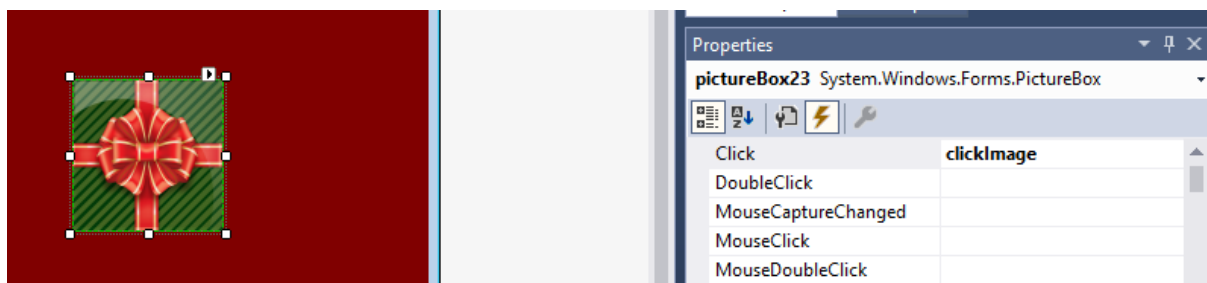 Properties
pictureBox23 System.Windows.Forms.PictureBox
Click clickImage
DoubleClick
MouseCaptureChanged
MouseClick
MouseDoubleClick